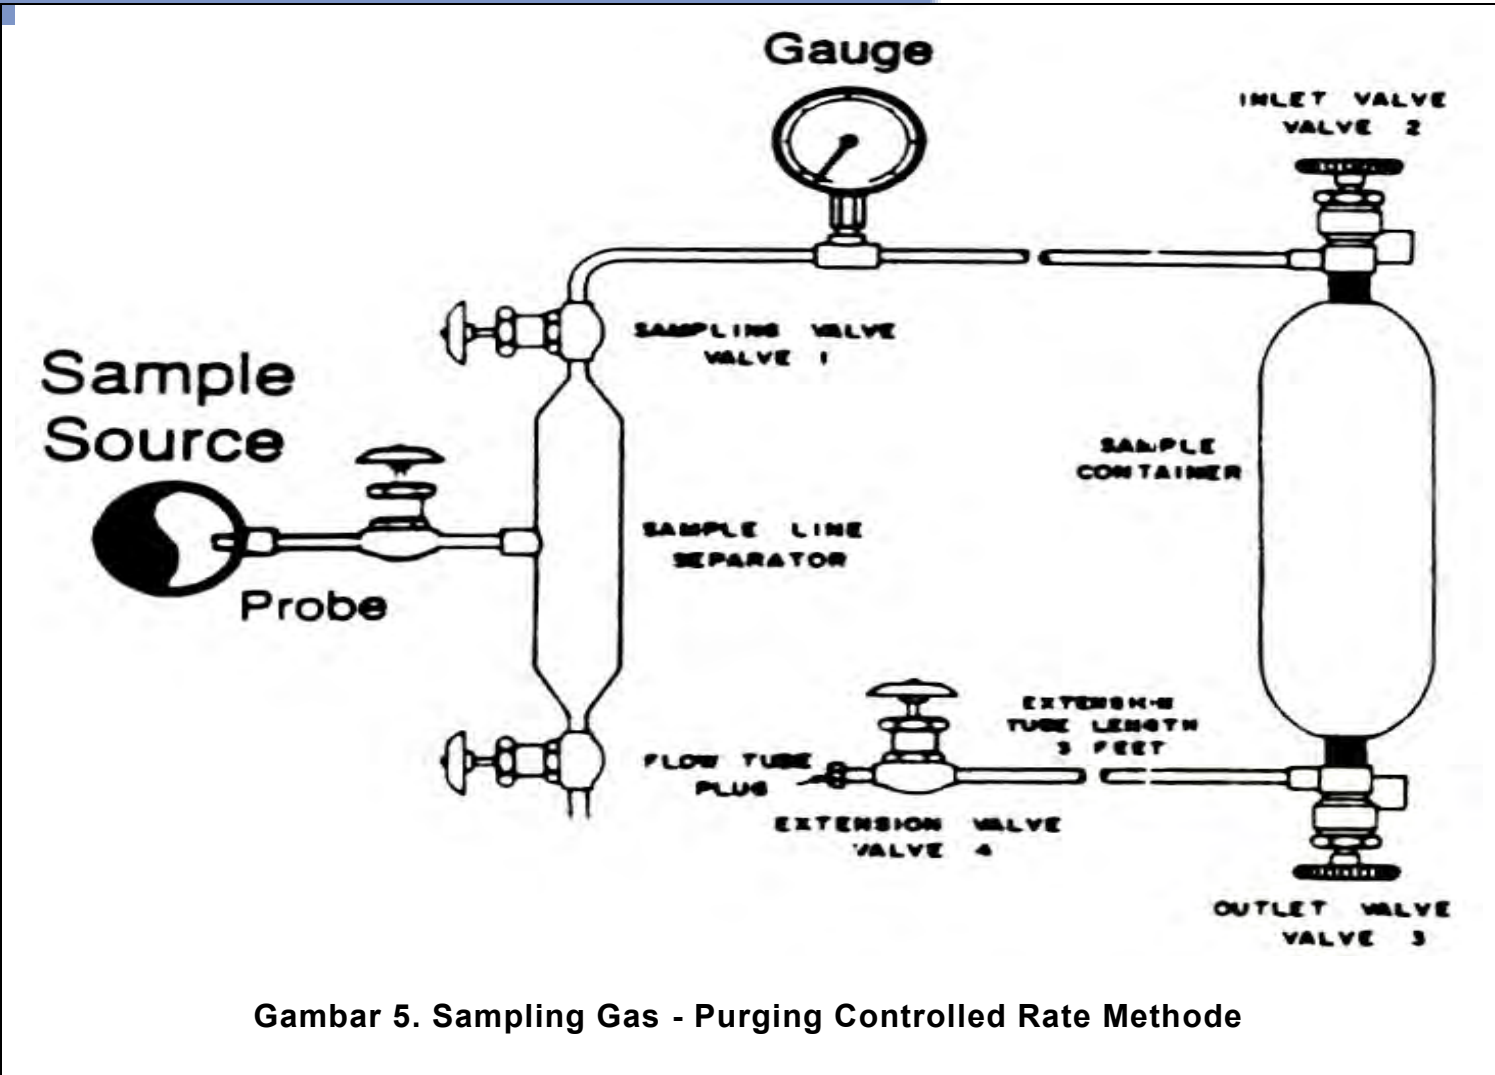 Gauge
INLET VALVE
VALVE 2
SAMPLING VALVE
VALVE 1
Sample
Source
SAMPLE
CONTAINER
SAMPLE LINE
SEPARATOR
Probe
TUBE LENGTH
3 FEET
FLOW TUBE
PLUG
EXTENSION VALVE
VALVE 4
OUTLET VALVE
VALVE 3
Gambar 5. Sampling Gas - Purging Controlled Rate Methode